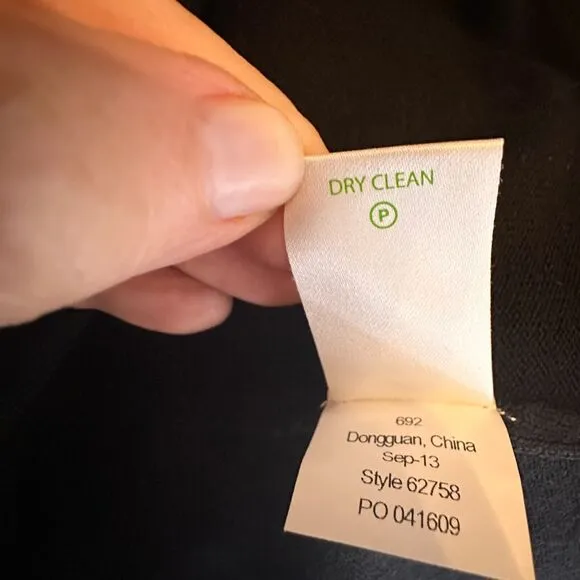 DRY CLEAN
P
692
Dongguan, China
Sep-13
Style 62758
PO 041609